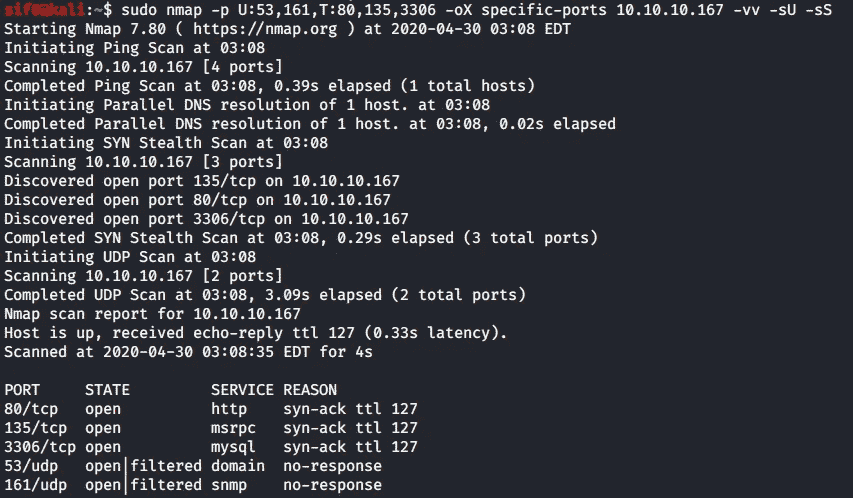 sif0@kali:~$ sudo nmap -p U:53,161,T:80,135,3306 -oX specific-ports 10.10.10.167 -vv -sU -sS
Starting Nmap 7.80 ( https://nmap.org ) at 2020-04-30 03:08 EDT
Initiating Ping Scan at 03:08
Scanning 10.10.10.167 [4 ports]
Completed Ping Scan at 03:08, 0.39s elapsed (1 total hosts)
Initiating Parallel DNS resolution of 1 host. at 03:08
Completed Parallel DNS resolution of 1 host. at 03:08, 0.02s elapsed
Initiating SYN Stealth Scan at 03:08
Scanning 10.10.10.167 [3 ports]
Discovered open port 135/tcp on 10.10.10.167
Discovered open port 80/tcp on 10.10.10.167
Discovered open port 3306/tcp on 10.10.10.167
Completed SYN Stealth Scan at 03:08, 0.29s elapsed (3 total ports)
Initiating UDP Scan at 03:08
Scanning 10.10.10.167 [2 ports]
Completed UDP Scan at 03:08, 3.09s elapsed (2 total ports)
Nmap scan report for 10.10.10.167
Host is up, received echo-reply ttl 127 (0.33s latency).
Scanned at 2020-04-30 03:08:35 EDT for 4s
PORT STATE SERVICE REASON
80/tcp open http syn-ack ttl 127
135/tcp open msrpc syn-ack ttl 127
3306/tcp open mysql syn-ack ttl 127
53/udp open|filtered domain no-response
161/udp open|filtered snmp no-response